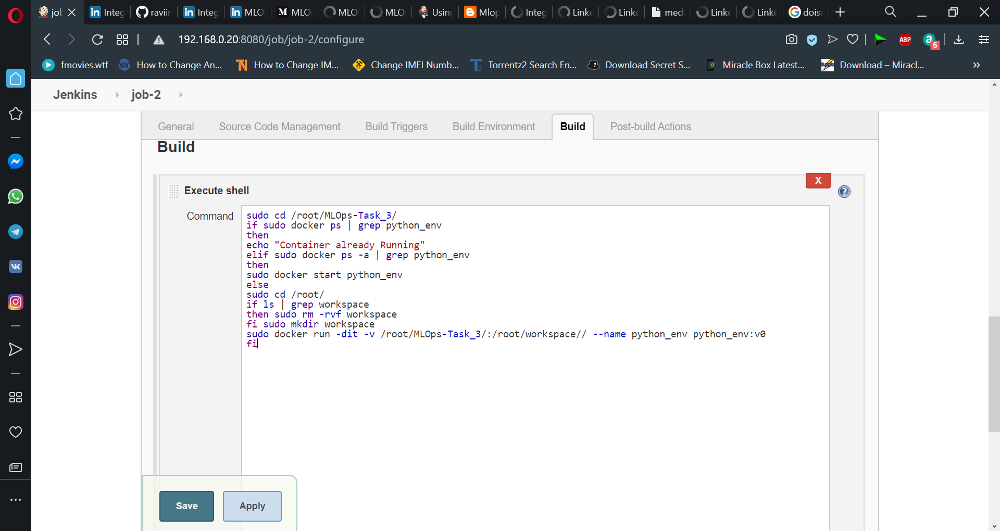 jol
Integ
raviir
Integ
MLO
M MLO
MLO
MLO
Using
Mlop
Integ
Linke
Linke
med
Linke
Linke
doisa
192.168.0.20:8080/job/job-2/configure
ABP
a
6
fmovies.wtf
How to Change An...
How to Change IM...
Change IMEI Numb...
Torrentz2 Search En...
Download Secret S...
Miracle Box Latest...
Download – Miracl...
Jenkins
job-2
General
Source Code Management
Build Triggers
Build Environment
Build
Post-build Actions
Build
X
Execute shell
?
Command
sudo cd /root/MLOps-Task_3/
if sudo docker ps | grep python_env
then
echo "Container already Running"
elif sudo docker ps -a | grep python_env
then
sudo docker start python_env
else
sudo cd /root/
if ls | grep workspace
then sudo rm -rvf workspace
fi sudo mkdir workspace
sudo docker run -dit -v /root/MLOps-Task_3/:/root/workspace// --name python_env python_env:v0
fi
Save
Apply